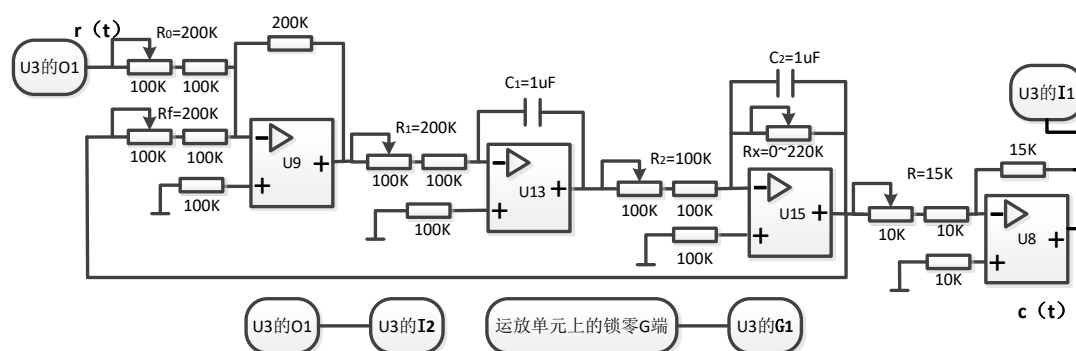 r（t）
U3的O1
R₀=200K
100K
100K
200K
Rf=200K
100K
100K
U9
100K
R₁=200K
100K
100K
C₁=1uF
U13
100K
R₂=100K
100K
100K
C₂=1uF
Rx=0~220K
U15
100K
R=15K
10K
10K
U3的I1
15K
U8
10K
c（t）
U3的O1
U3的I2
运放单元上的锁零G端
U3的G1